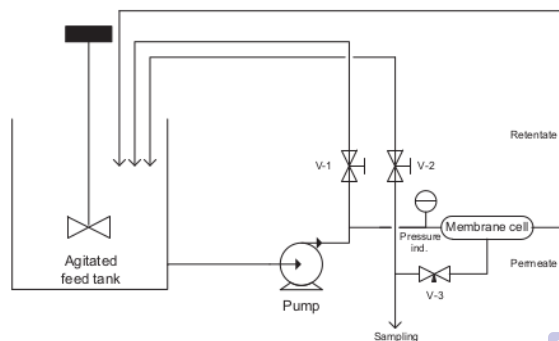 Retentate
V-1
V-2
Membrane cell
Pressure
ind.
Agitated
feed tank
Permeate
V-3
Pump
Sampling